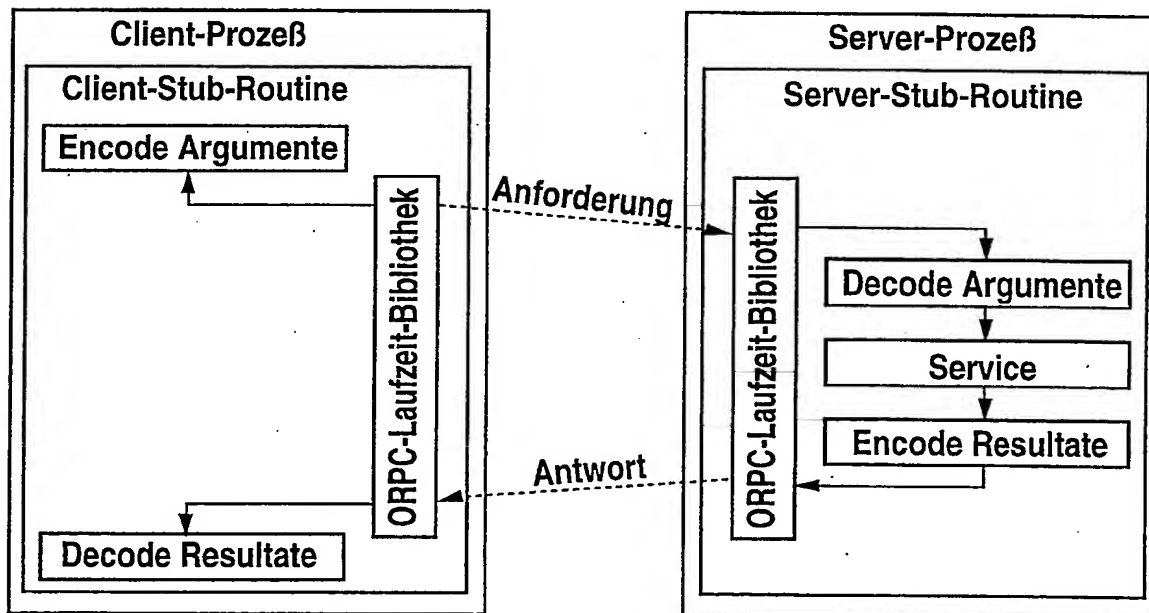 Client-Prozeß
Client-Stub-Routine
Encode Argumente
ORPC-Laufzeit-Bibliothek
Decode Resultate
Anforderung
Antwort
Server-Prozeß
Server-Stub-Routine
ORPC-Laufzeit-Bibliothek
Decode Argumente
Service
Encode Resultate